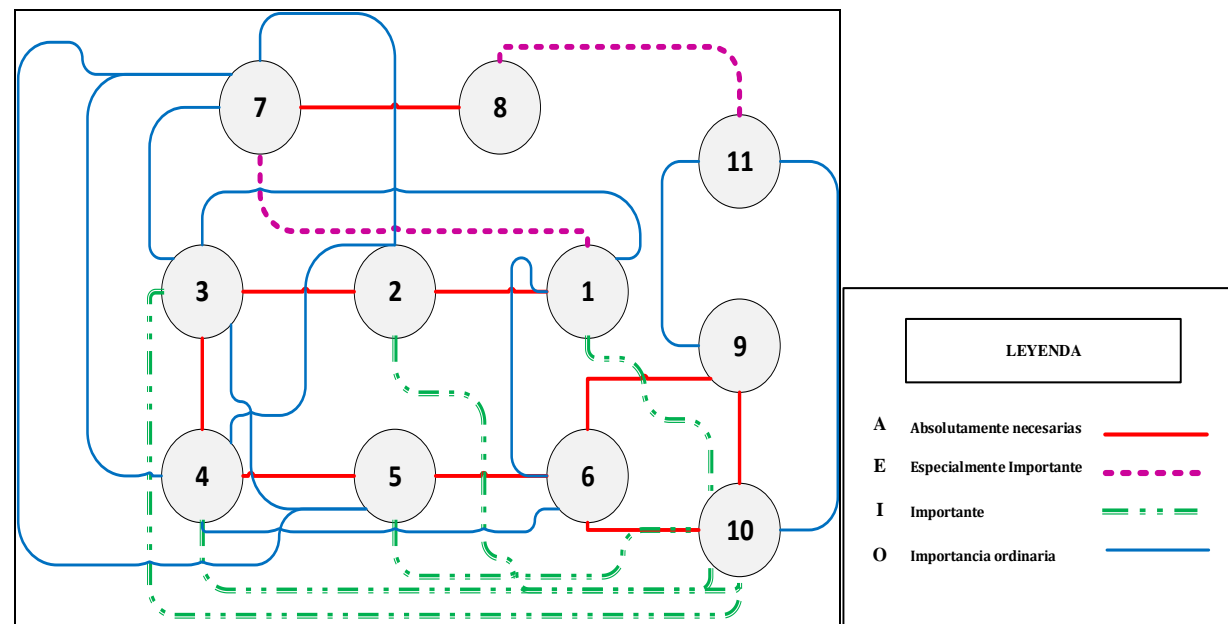 7
8
11
3
2
1
9
4
5
6
10
LEYENDA
A Absolutamente necesarias
E Especialmente Importante
I Importante
O Importancia ordinaria